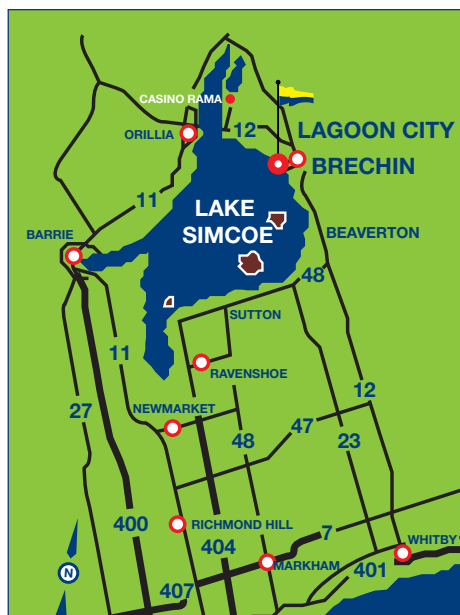 CASINO RAMA
ORILLIA
12
LAGOON CITY
BRECHIN
11
LAKE
SIMCOE
BEAVERTON
BARRIE
48
SUTTON
11
RAVENSHOE
27
NEWMARKET
12
48
47
23
400
RICHMOND HILL
404
7
WHITBY
MARKHAM
401
N
407